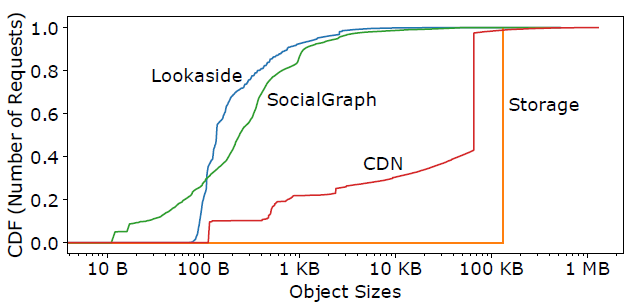 CDF (Number of Requests)
1.0
0.8
0.6
0.4
0.2
0.0
Lookaside
SocialGraph
Storage
CDN
10 B
100 B
1 KB
10 KB
100 KB
1 MB
Object Sizes